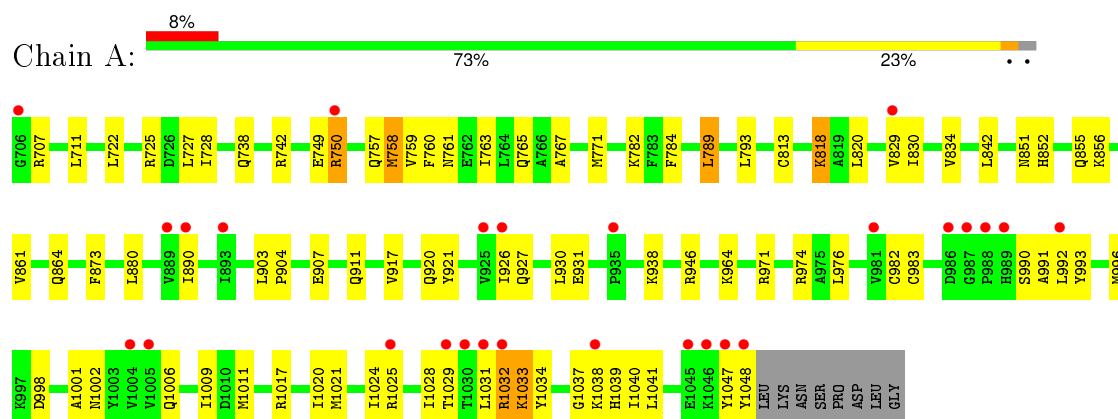 8%
Chain A:
73% 23% • •
G706 R707 L711 L722 R725 D726 L727 I728 Q738 R742 E749 R750 Q757 M758 V759 F760 N761 E762 I763 L764 Q765 A766 A767 M771 K782 F783 F784 L789 L793 C813 K818 A819 L820 V829 I830 V834 L842 N851 H852 Q855 K856
V861 Q864 F873 L880 V889 I890 I893 L903 P904 E907 Q911 V917 Q920 Y921 V925 I926 Q927 L930 E931 P935 K938 R946 K964 R971 R974 A975 L976 V981 C982 C983 D986 G987 P988 H989 S990 A991 L992 Y993 M996
K997 D998 A1001 N1002 Y1003 V1004 V1005 Q1006 I1009 D1010 M1011 R1017 I1020 M1021 I1024 R1025 I1028 T1029 T1030 L1031 R1032 K1033 Y1034 G1037 K1038 H1039 I1040 L1041 E1045 K1046 Y1047 Y1048 LEU LYS ASN SER PRO ASP LEU GLY